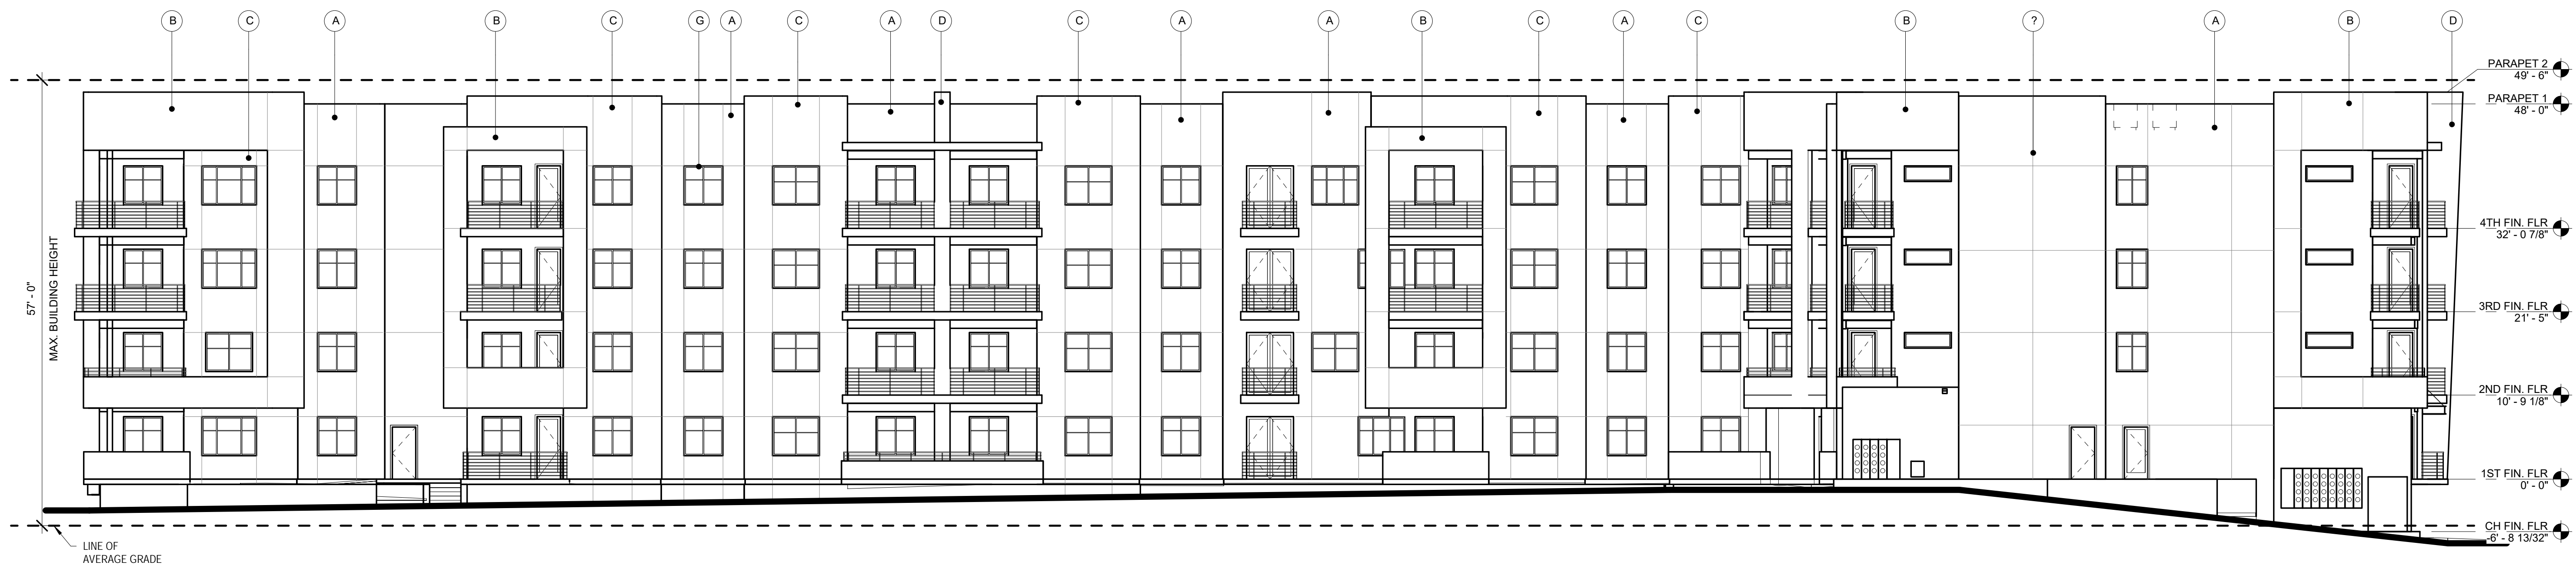 B C A B C G A C A D C A A B C A C B ? A B D
PARAPET 2
49' - 6"
PARAPET 1
48' - 0"
57' - 0"
MAX. BUILDING HEIGHT
4TH FIN. FLR
32' - 0 7/8"
3RD FIN. FLR
21' - 5"
2ND FIN. FLR
10' - 9 1/8"
1ST FIN. FLR
0' - 0"
CH FIN. FLR
-6' - 8 13/32"
LINE OF
AVERAGE GRADE